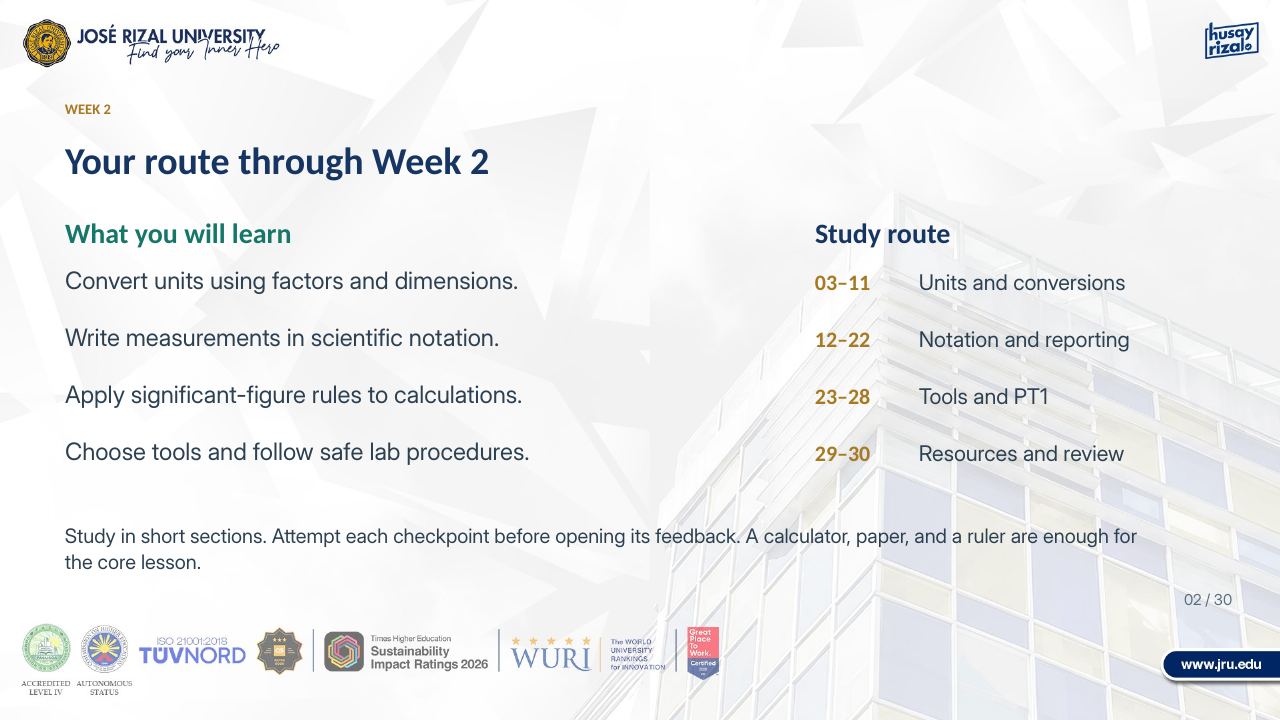 JOSÉ RIZAL UNIVERSITY
Find your Inner Hero
husay
rizal
WEEK 2
Your route through Week 2
What you will learn
Convert units using factors and dimensions.
Write measurements in scientific notation.
Apply significant-figure rules to calculations.
Choose tools and follow safe lab procedures.
Study route
03–11 Units and conversions
12–22 Notation and reporting
23–28 Tools and PT1
29–30 Resources and review
Study in short sections. Attempt each checkpoint before opening its feedback. A calculator, paper, and a ruler are enough for
the core lesson.
02 / 30
ACCREDITED
LEVEL IV
AUTONOMOUS
STATUS
ISO 21001:2018
TÜVNORD
Times Higher Education
Sustainability
Impact Ratings 2026
WURI
The WORLD
UNIVERSITY
RANKINGS
for INNOVATION
Great
Place
To
Work.
Certified
www.jru.edu